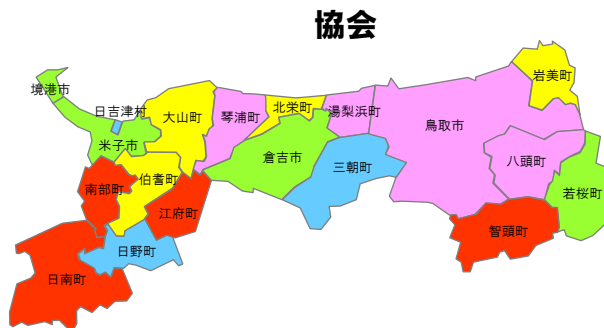 協会
岩美町
境港市
日吉津村
大山町
琴浦町
北栄町
湯梨浜町
鳥取市
米子市
倉吉市
三朝町
八頭町
南部町
伯耆町
江府町
若桜町
智頭町
日野町
日南町